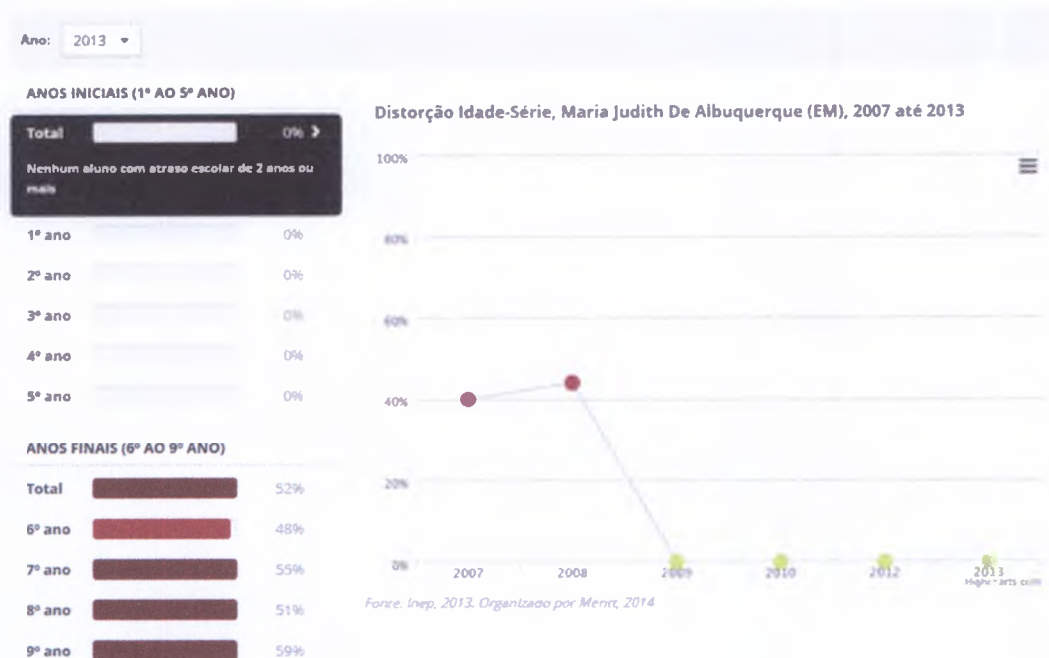 Ano: 2013
ANOS INICIAIS (1º AO 5º ANO)
Total 0%
Nenhum aluno com atraso escolar de 2 anos ou
mais
1º ano 0%
2º ano 0%
3º ano 0%
4º ano 0%
5º ano 0%
ANOS FINAIS (6º AO 9º ANO)
Total 52%
6º ano 48%
7º ano 55%
8º ano 51%
9º ano 59%
Distorção Idade-Série, Maria Judith De Albuquerque (EM), 2007 até 2013
100%
80%
60%
40%
20%
0%
2007 2008 2009 2010 2012 2013
Highcharts.com
Fonte: Inep, 2013. Organizado por Meritt, 2014